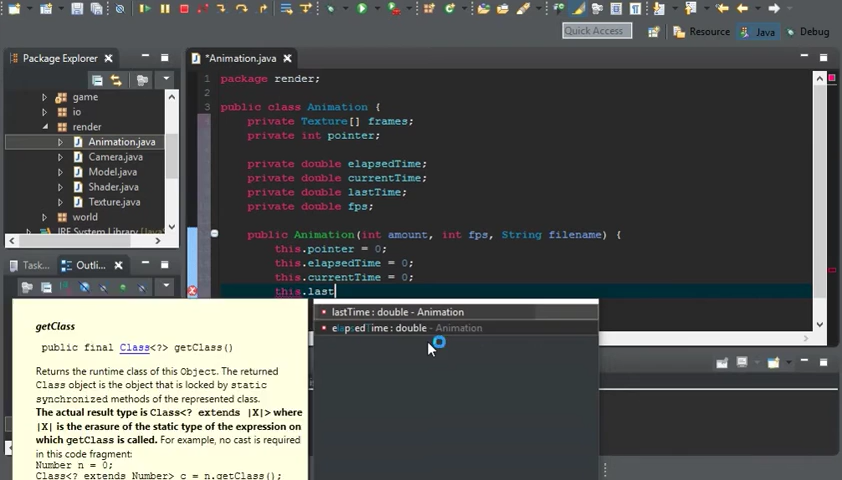 Quick Access
Resource
Java
Debug
Package Explorer
*Animation.java
game
io
render
Animation.java
Camera.java
Model.java
Shader.java
Texture.java
world
1 package render;
2
3 public class Animation {
private Texture[] frames;
private int pointer;
private double elapsedTime;
private double currentTime;
private double lastTime;
private double fps;
public Animation(int amount, int fps, String filename) {
this.pointer = 0;
this.elapsedTime = 0;
this.currentTime = 0;
this.last
Task...
Outli...
lastTime : double - Animation
elapsedTime : double - Animation
getClass
public final Class<?> getClass()
Returns the runtime class of this Object. The returned
Class object is the object that is locked by static
synchronized methods of the represented class.
The actual result type is Class<? extends |X|> where
|X| is the erasure of the static type of the expression on
which getClass is called. For example, no cast is required
in this code fragment:
Number n = 0;
Class<? extends Number> c = n.getClass();